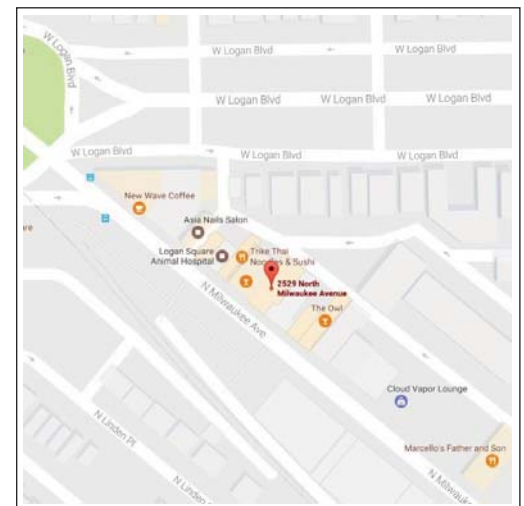 W Logan Blvd
W Logan Blvd
W Logan Blvd
W Logan Blvd
W Logan Blvd
W Logan Blvd
W Logan Blvd
W Logan Blvd
W Logan Blvd
W Logan Blvd
New Wave Coffee
Asia Nails Salon
Logan Square
Animal Hospital
Trike Thai
Noodles & Sushi
2529 North
Milwaukee Avenue
The Owl
N Milwaukee Ave
Cloud Vapor Lounge
N Linden Pl
Marcello's Father and Son
N Linden
N Milwauk